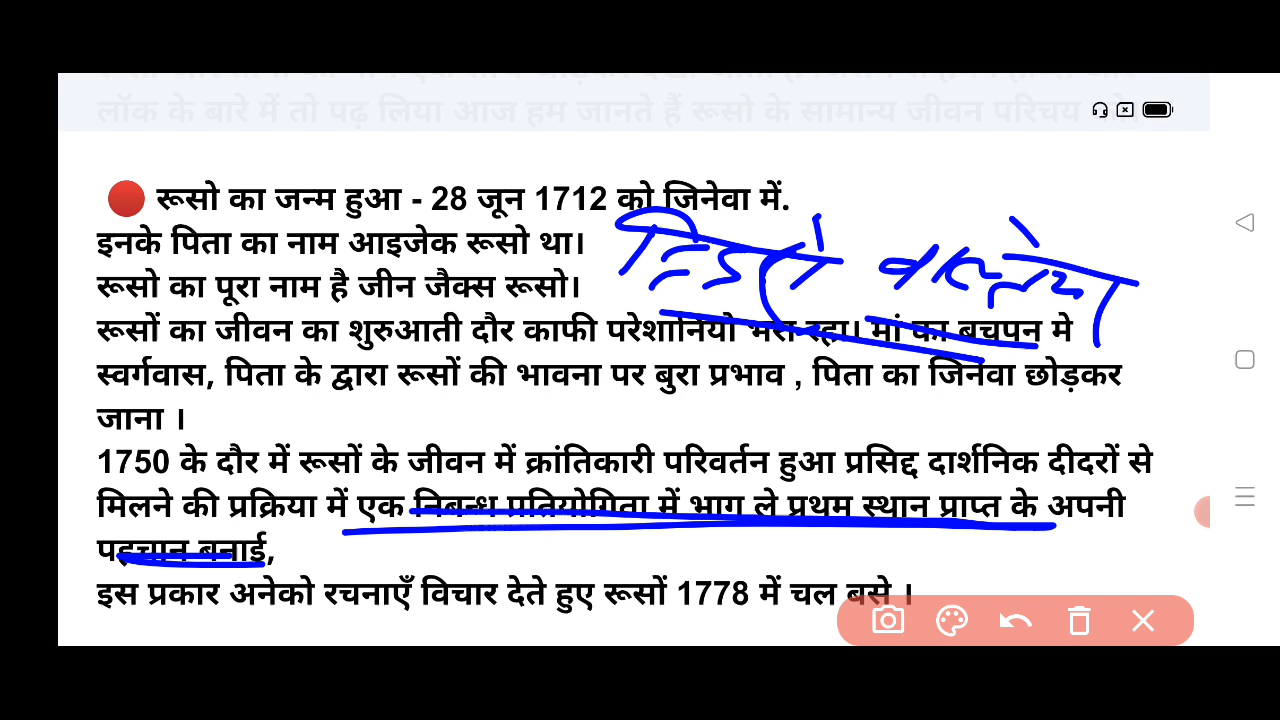 लॉक के बारे में तो पढ़ लिया आज हम जानते हैं रूसो के सामान्य जीवन परिचय
रूसो का जन्म हुआ - 28 जून 1712 को जिनेवा में.
इनके पिता का नाम आइजेक रूसो था।
रूसो का पूरा नाम है जीन जैक्स रूसो।
रूसों का जीवन का शुरुआती दौर काफी परेशानियो भरा रहा। मां का बचपन मे
स्वर्गवास, पिता के द्वारा रूसों की भावना पर बुरा प्रभाव , पिता का जिनेवा छोड़कर
जाना ।
1750 के दौर में रूसों के जीवन में क्रांतिकारी परिवर्तन हुआ प्रसिद्द दार्शनिक दीदरों से
मिलने की प्रक्रिया में एक निबन्ध प्रतियोगिता में भाग ले प्रथम स्थान प्राप्त के अपनी
पहचान बनाई,
इस प्रकार अनेको रचनाएँ विचार देते हुए रूसों 1778 में चल बसे ।